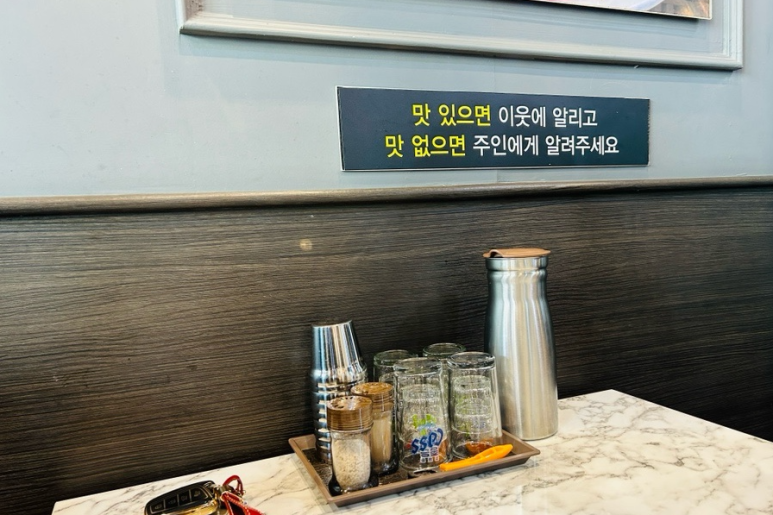 맛 있으면 이웃에 알리고
맛 없으면 주인에게 알려주세요